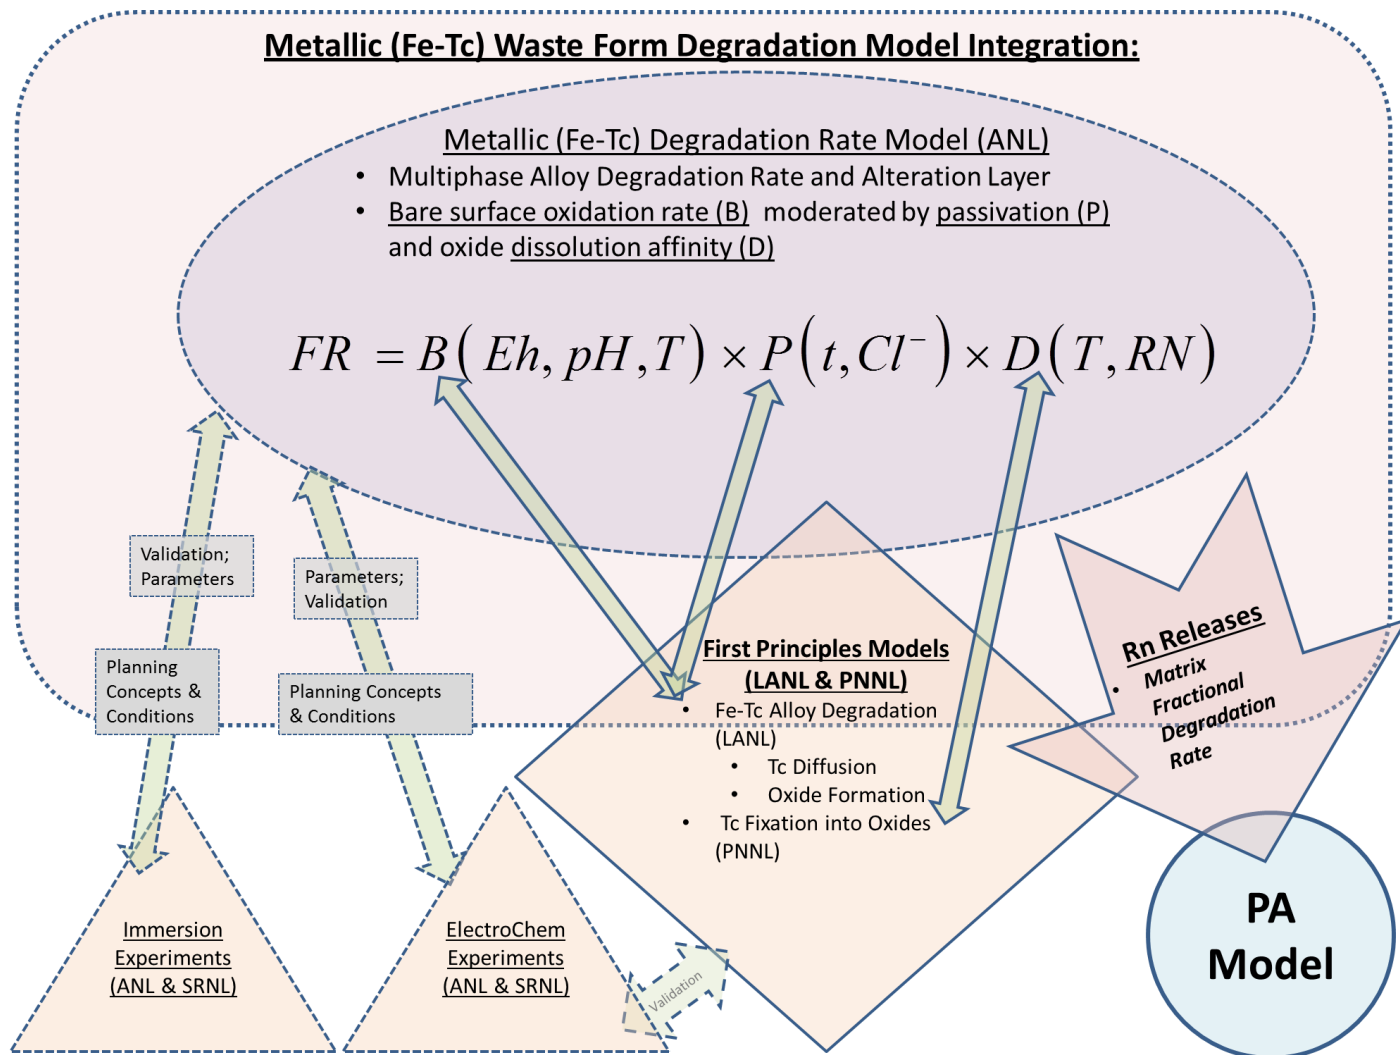 Metallic (Fe-Tc) Waste Form Degradation Model Integration:
Metallic (Fe-Tc) Degradation Rate Model (ANL)
• Multiphase Alloy Degradation Rate and Alteration Layer
• Bare surface oxidation rate (B) moderated by passivation (P)
and oxide dissolution affinity (D)
FR = B(Eh, pH, T) × P(t, Cl⁻) × D(T, RN)
Validation;
Parameters
Planning
Concepts &
Conditions
Parameters;
Validation
Planning Concepts
& Conditions
First Principles Models
(LANL & PNNL)
• Fe-Tc Alloy Degradation
(LANL)
• Tc Diffusion
• Oxide Formation
• Tc Fixation into Oxides
(PNNL)
Rn Releases
• Matrix
Fractional
Degradation
Rate
Immersion
Experiments
(ANL & SRNL)
ElectroChem
Experiments
(ANL & SRNL)
Validation
PA
Model